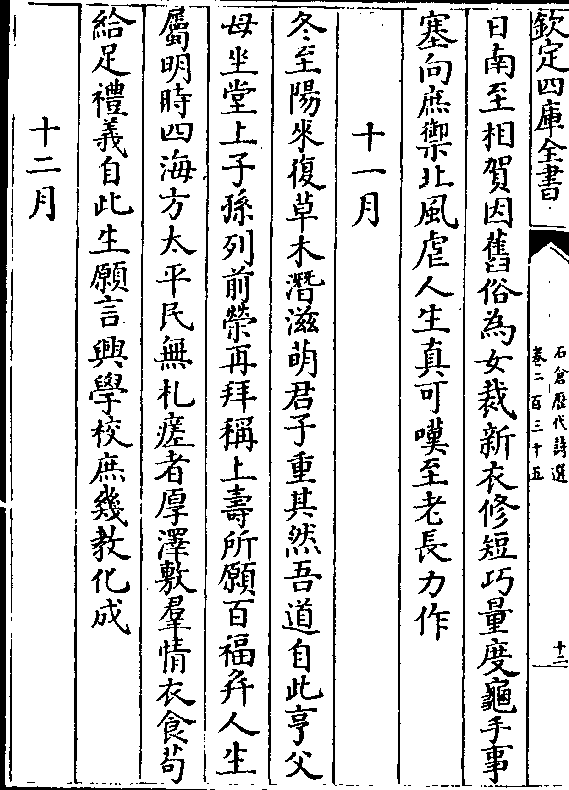 欽定四庫全書
石倉歷代詩選
卷二百三十五
十二
日南至相賀因舊俗為女裁新衣修短巧量度龜手事
塞向庶禦北風虐人生真可嘆至老長力作
十一月
冬至陽來復草木潛滋萌君子重其然吾道自此亨父
母坐堂上子孫列前榮再拜稱上壽所願百福并人生
屬明時四海方太平民無札瘥者厚澤敷羣情衣食苟
給足禮義自此生願言興學校庶幾教化成
十二月